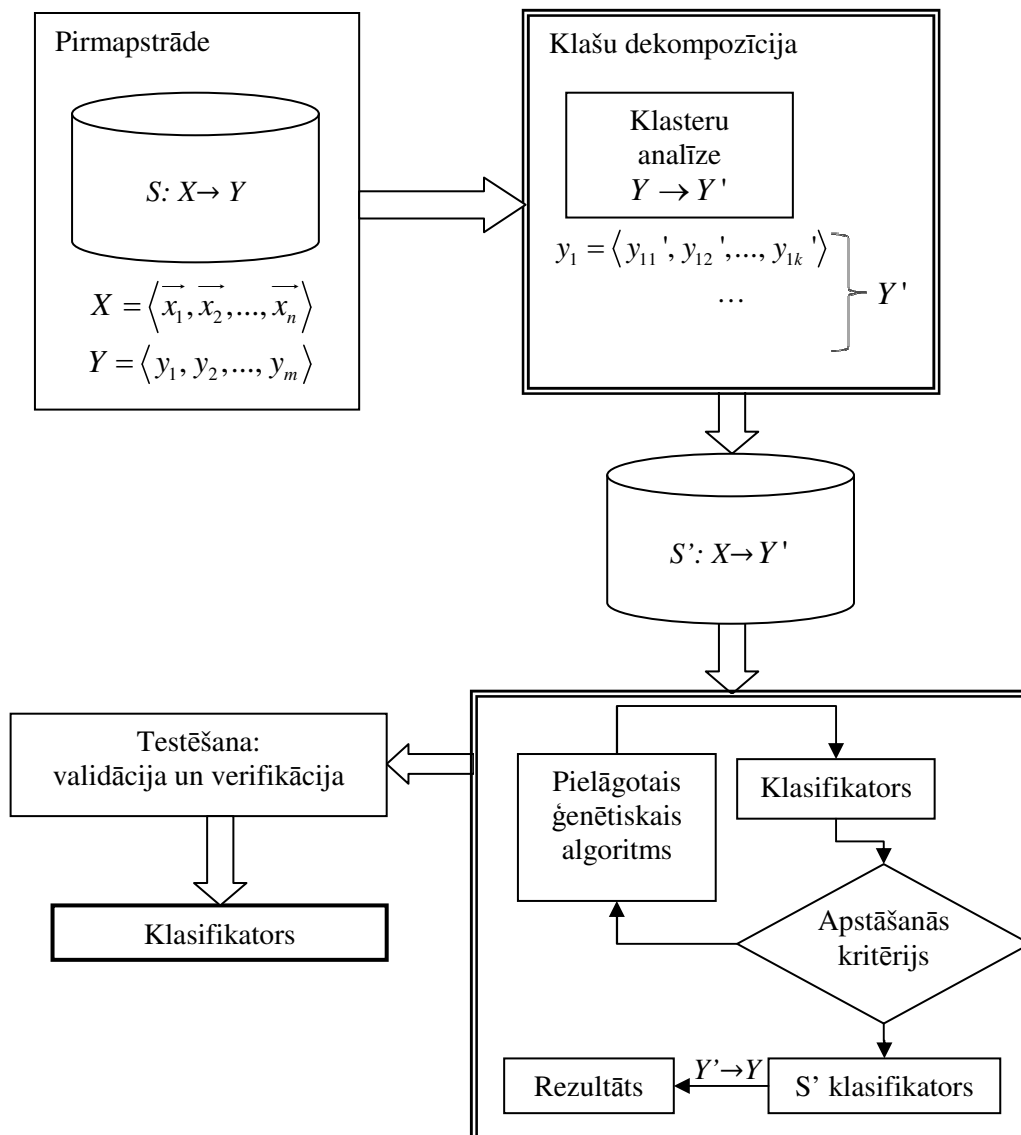 Pirmapstrāde
S: X→ Y
X = ⟨x₁, x₂,..., xₙ⟩
Y = ⟨y₁, y₂,..., yₘ⟩
Klašu dekompozīcija
Klasteru
analīze
Y → Y'
y₁ = ⟨y₁₁', y₁₂',..., y₁ₖ'⟩
...
Y'
S’: X→ Y'
Testēšana:
validācija un verifikācija
Klasifikators
Pielāgotais
ģenētiskais
algoritms
Klasifikators
Apstāšanās
kritērijs
S’ klasifikators
Y’→Y
Rezultāts